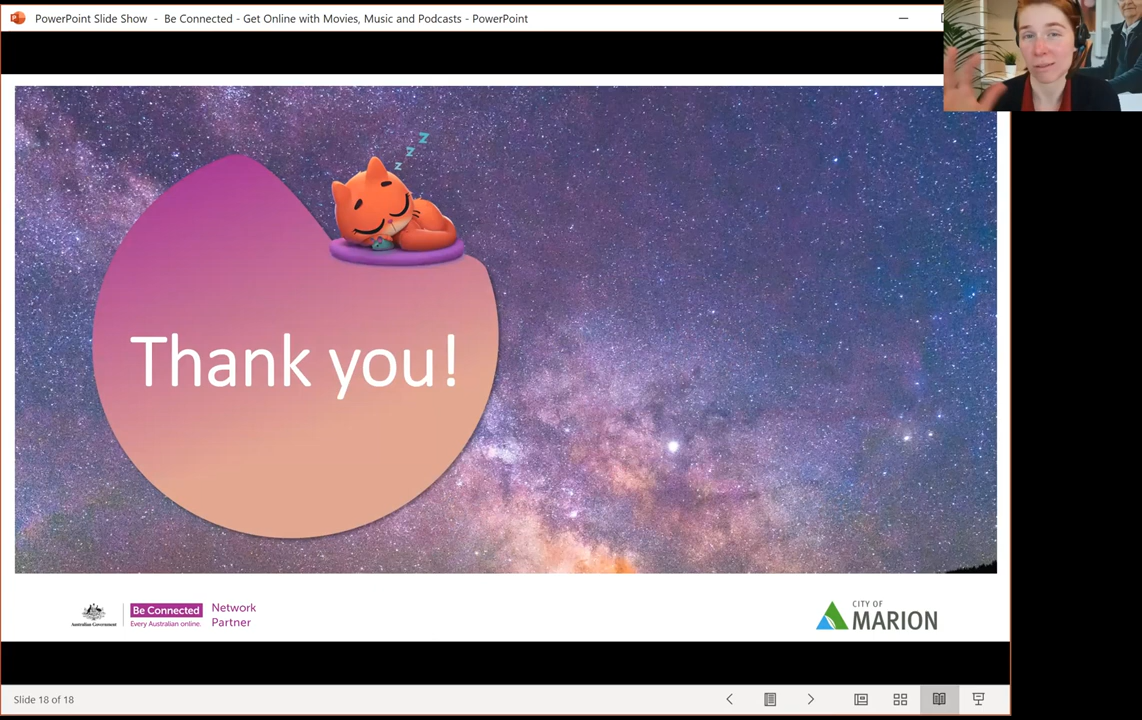 PowerPoint Slide Show - Be Connected - Get Online with Movies, Music and Podcasts - PowerPoint
z
z
z
Thank you!
Australian Government
Be Connected
Every Australian online.
Network
Partner
CITY OF
MARION
Slide 18 of 18